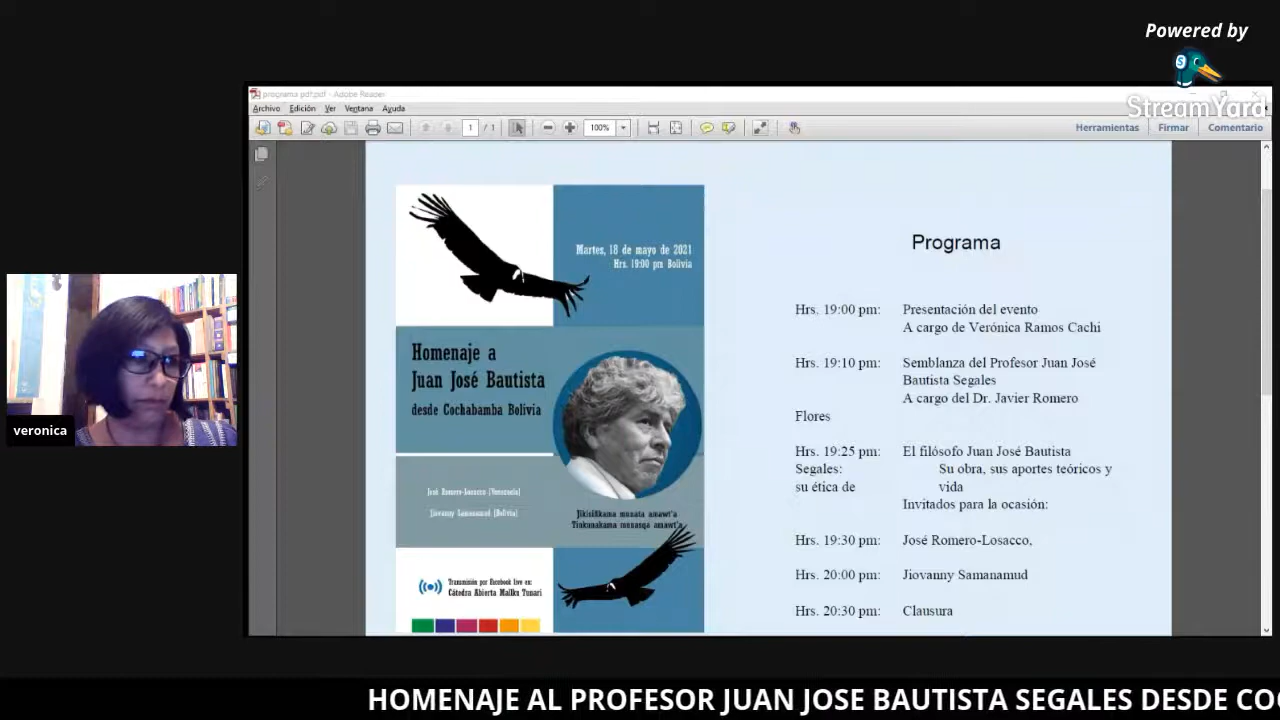 Powered by
StreamYard
programa pdf.pdf - Adobe Reader
Archivo Edición Ver Ventana Ayuda
1 / 1 100% Herramientas Firmar Comentario
Martes, 18 de mayo de 2021
Hrs. 19:00 pm Bolivia
Homenaje a
Juan José Bautista
desde Cochabamba Bolivia
José Romero-Losacco (Venezuela)
Jiovanny Samanamud (Bolivia)
Jikisiñkama munata amawt'a
Tinkunakama munasqa amawt'a
Transmisión por Facebook live en:
Cátedra Abierta Mallku Tunari
Programa
Hrs. 19:00 pm: Presentación del evento
A cargo de Verónica Ramos Cachi
Hrs. 19:10 pm: Semblanza del Profesor Juan José
Bautista Segales
A cargo del Dr. Javier Romero
Flores
Hrs. 19:25 pm: El filósofo Juan José Bautista
Segales: Su obra, sus aportes teóricos y
su ética de vida
Invitados para la ocasión:
Hrs. 19:30 pm: José Romero-Losacco,
Hrs. 20:00 pm: Jiovanny Samanamud
Hrs. 20:30 pm: Clausura
veronica
HOMENAJE AL PROFESOR JUAN JOSE BAUTISTA SEGALES DESDE CO